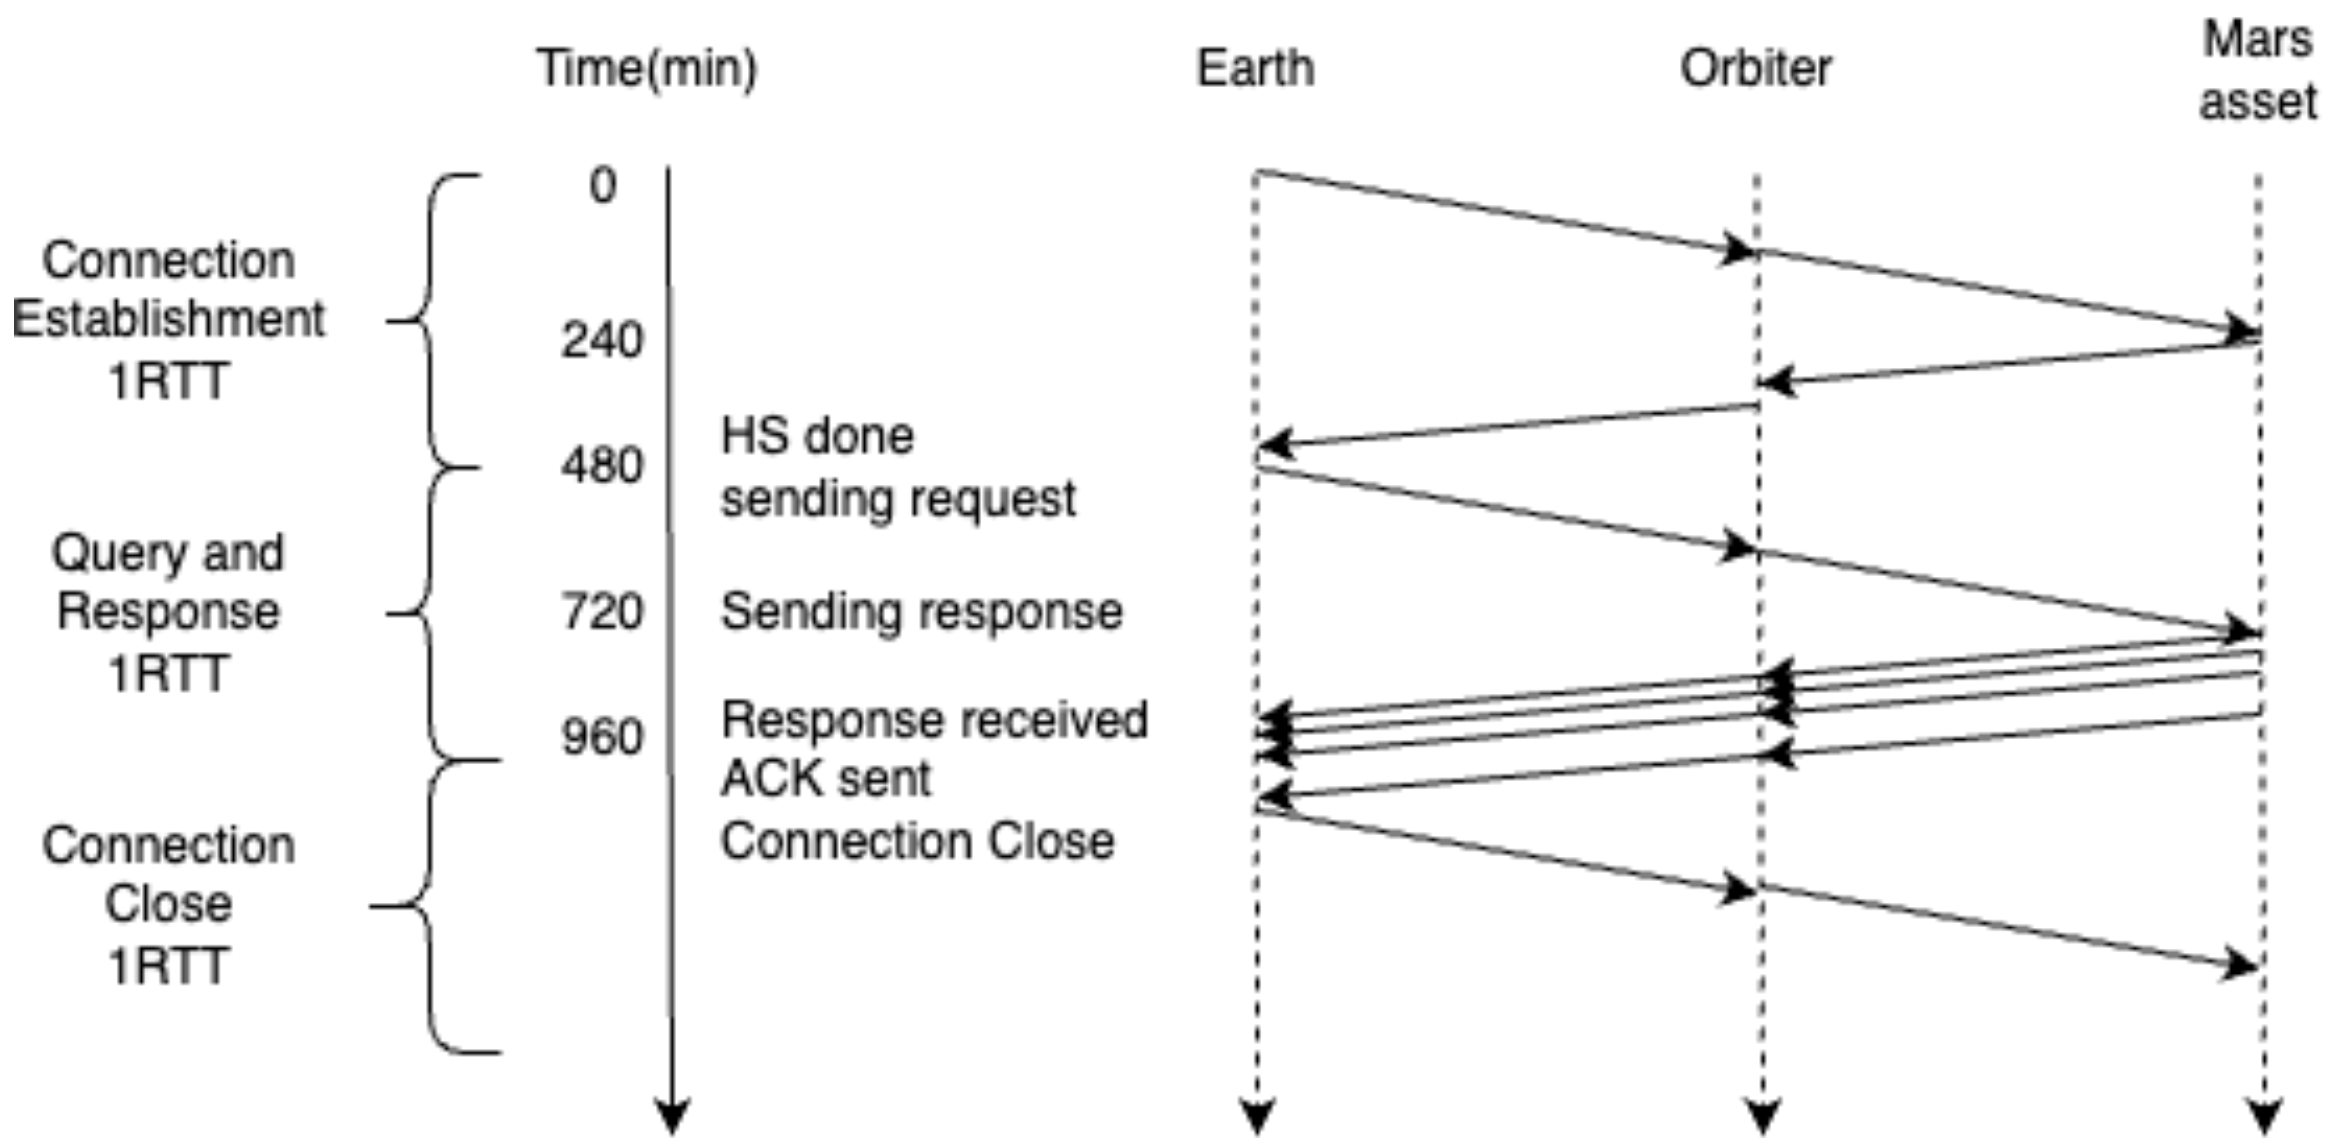 Time(min)
Earth
Orbiter
Mars
asset
0
Connection
Establishment
1RTT
240
HS done
480
sending request
Query and
Response
1RTT
720
Sending response
Response received
960
ACK sent
Connection Close
Connection
Close
1RTT